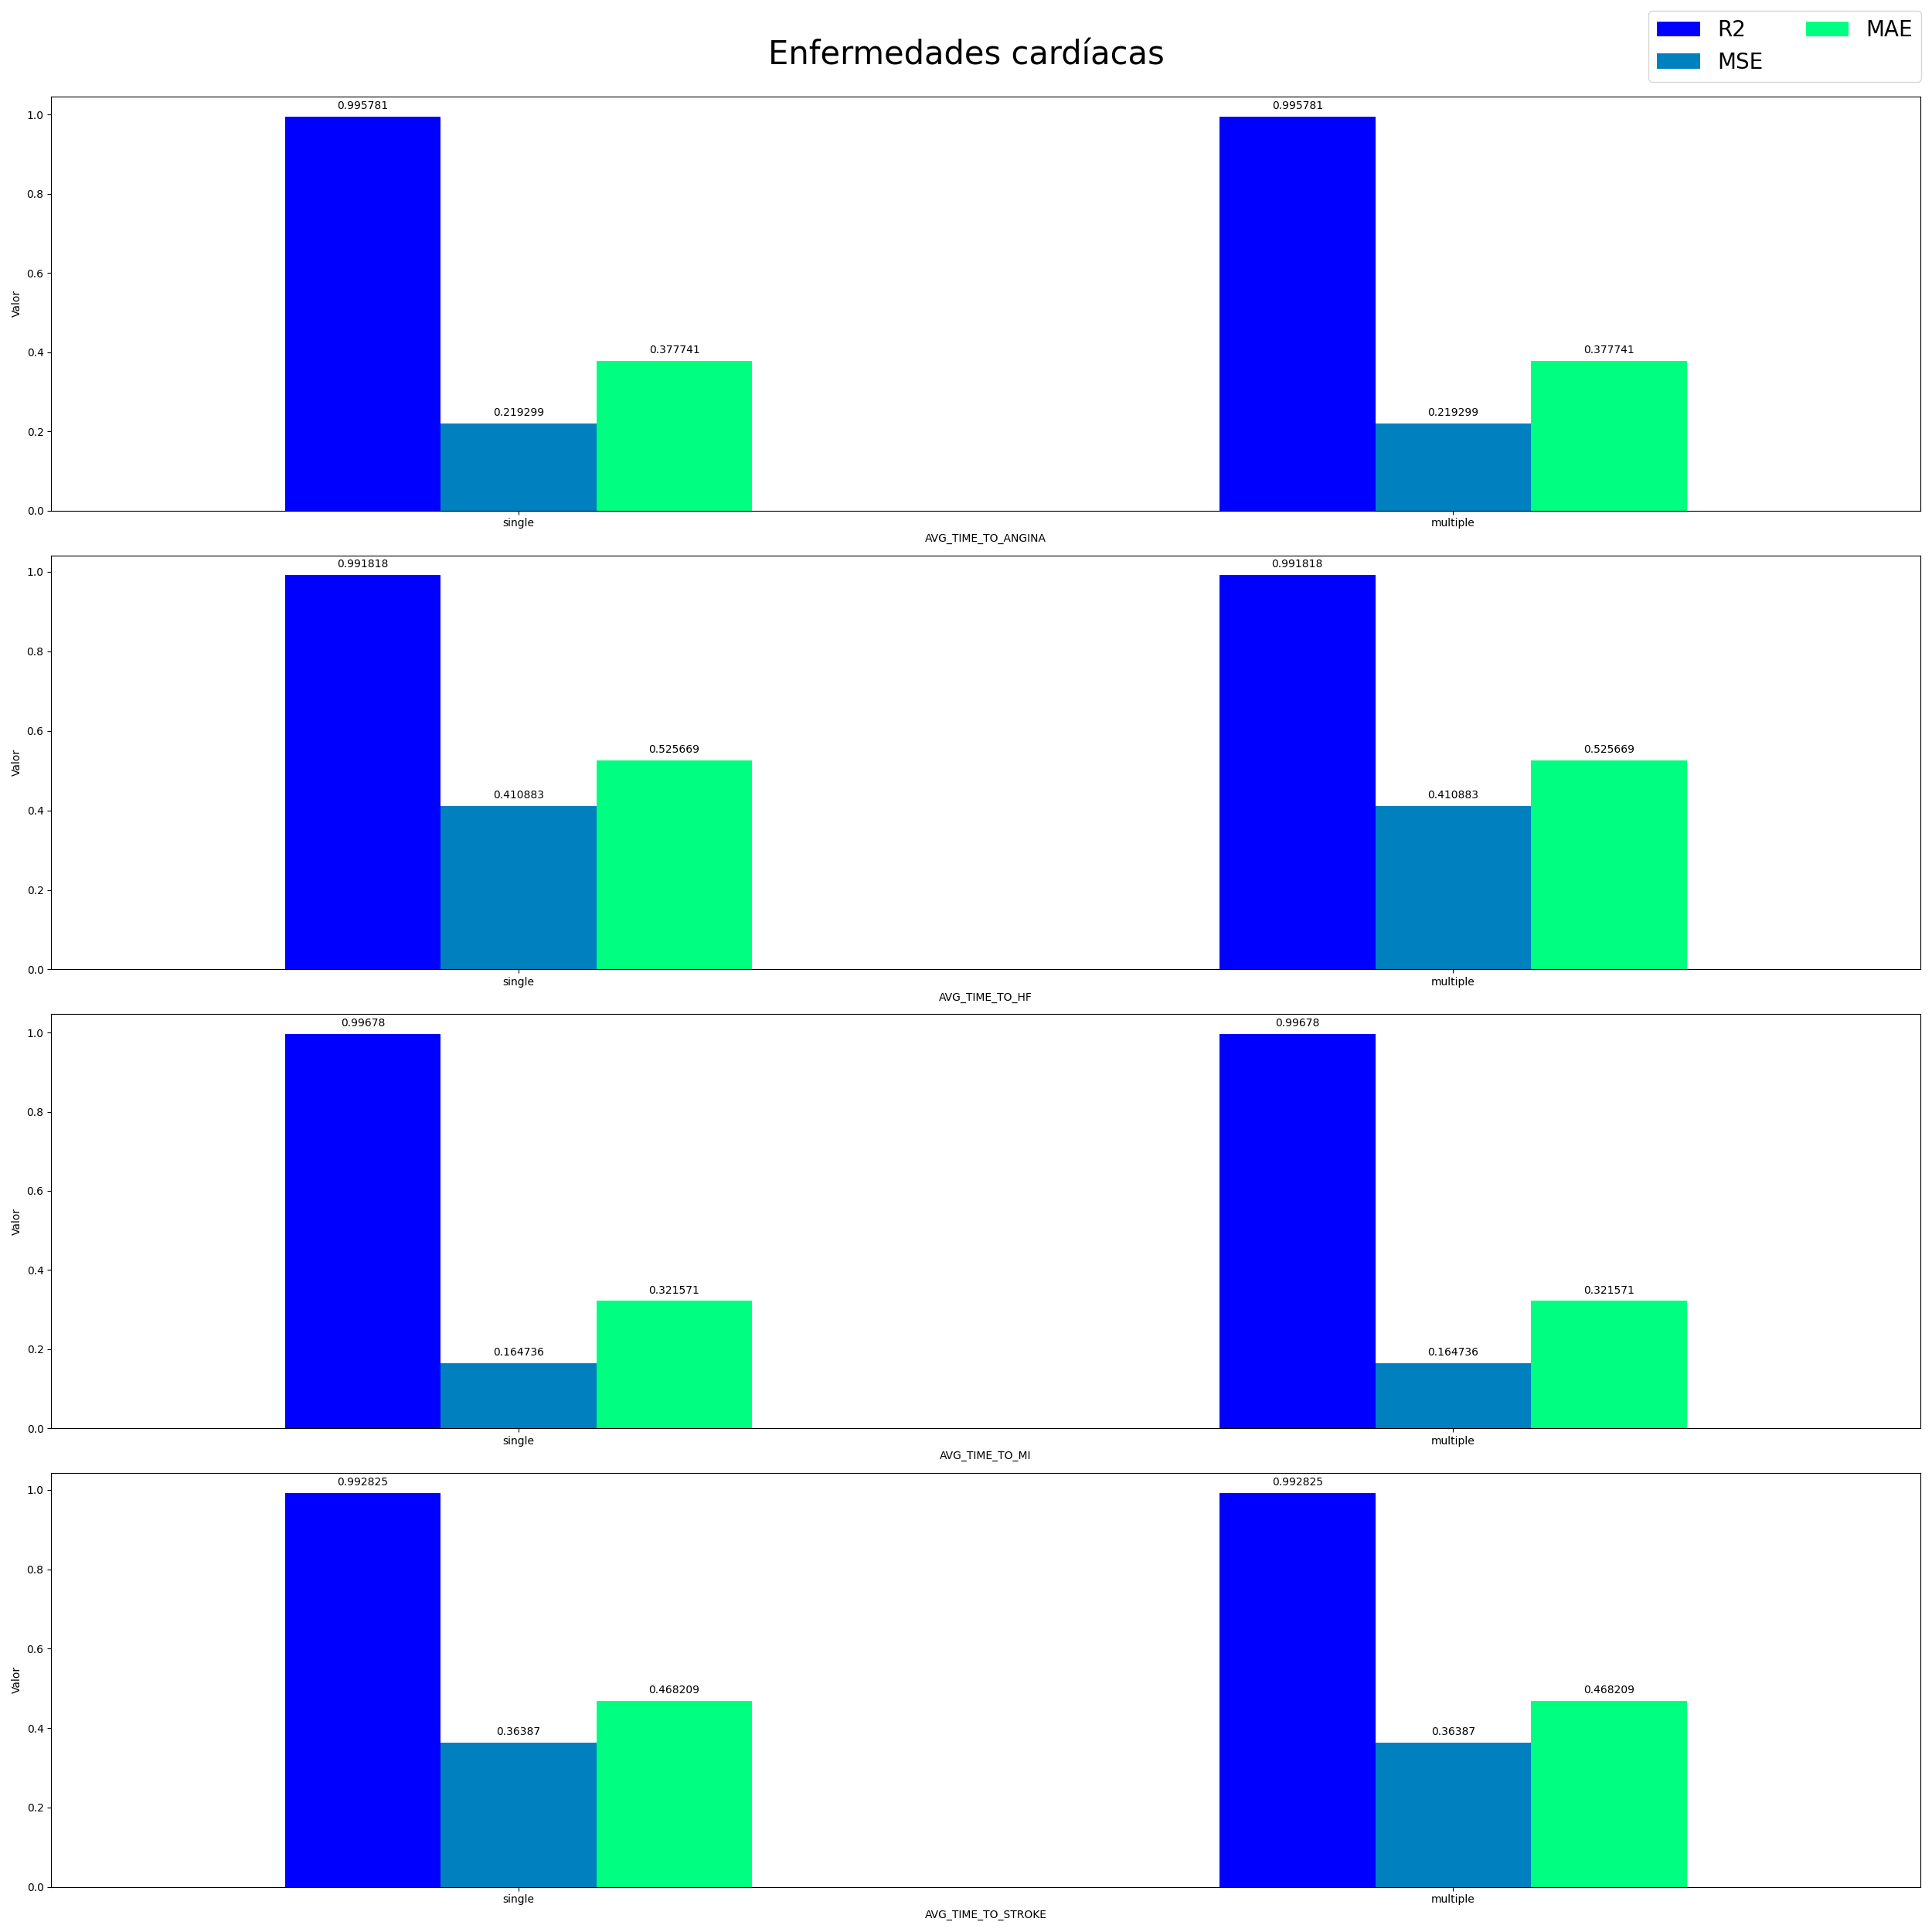 Enfermedades cardíacas
R2 MAE
MSE
0.995781 0.995781
1.0
0.8
0.6
Valor
0.4
0.377741 0.377741
0.219299 0.219299
0.2
0.0
single multiple
AVG_TIME_TO_ANGINA
0.991818 0.991818
1.0
0.8
0.6
Valor
0.525669 0.525669
0.410883 0.410883
0.4
0.2
0.0
single multiple
AVG_TIME_TO_HF
0.99678 0.99678
1.0
0.8
0.6
Valor
0.4
0.321571 0.321571
0.164736 0.164736
0.2
0.0
single multiple
AVG_TIME_TO_MI
0.992825 0.992825
1.0
0.8
0.6
Valor
0.468209 0.468209
0.36387 0.36387
0.4
0.2
0.0
single multiple
AVG_TIME_TO_STROKE